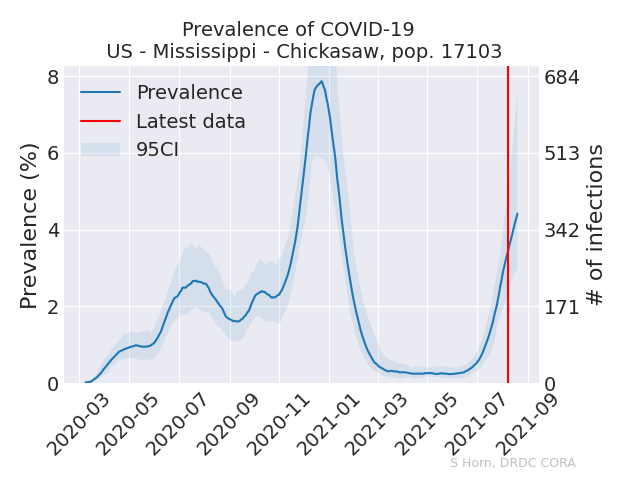 Prevalence of COVID-19
US - Mississippi - Chickasaw, pop. 17103
Prevalence
Latest data
95CI
Prevalence (%)
8
6
4
2
0
684
513
342
171
0
# of infections
2020-03
2020-05
2020-07
2020-09
2020-11
2021-01
2021-03
2021-05
2021-07
2021-09
S Horn, DRDC CORA